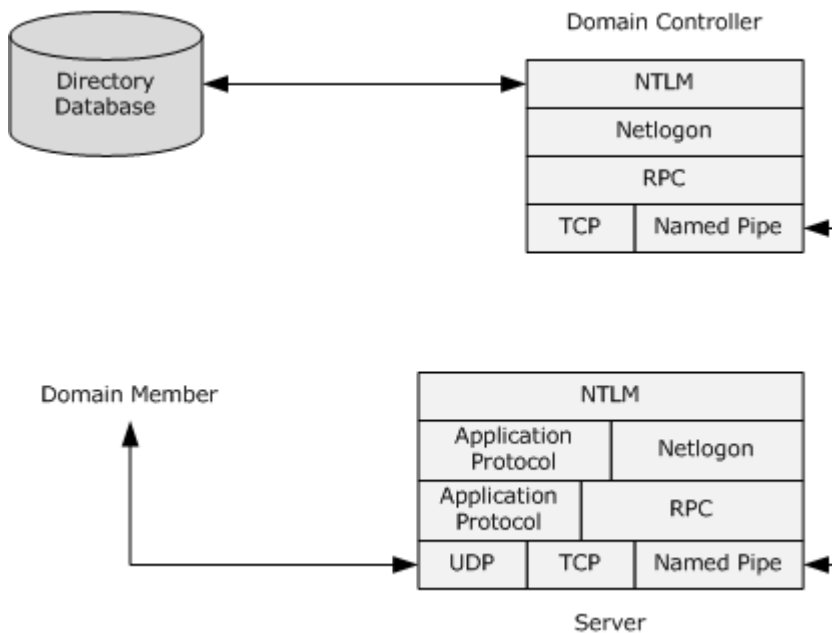 Domain Controller
Directory
Database
NTLM
Netlogon
RPC
TCP
Named Pipe
Domain Member
NTLM
Application
Protocol
Netlogon
Application
Protocol
RPC
UDP
TCP
Named Pipe
Server